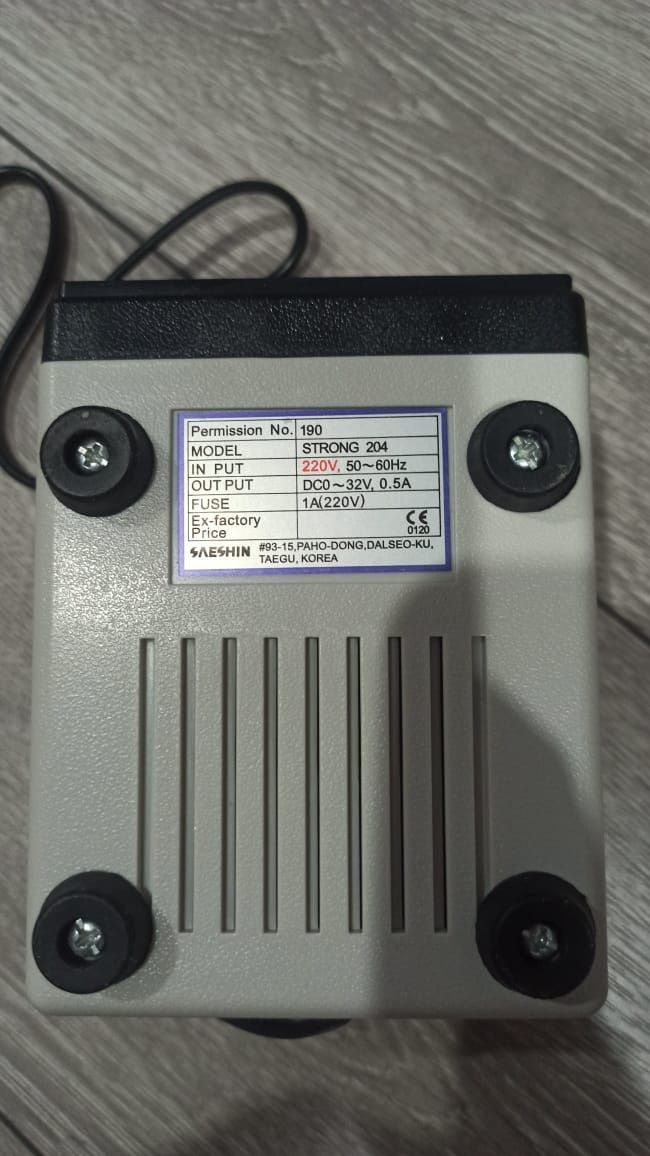 Permission No. 190
MODEL STRONG 204
IN PUT 220V, 50～60Hz
OUT PUT DC0～32V, 0.5A
FUSE 1A(220V)
Ex-factory
Price CE
0120
SAESHIN #93-15,PAHO-DONG,DALSEO-KU,
TAEGU, KOREA